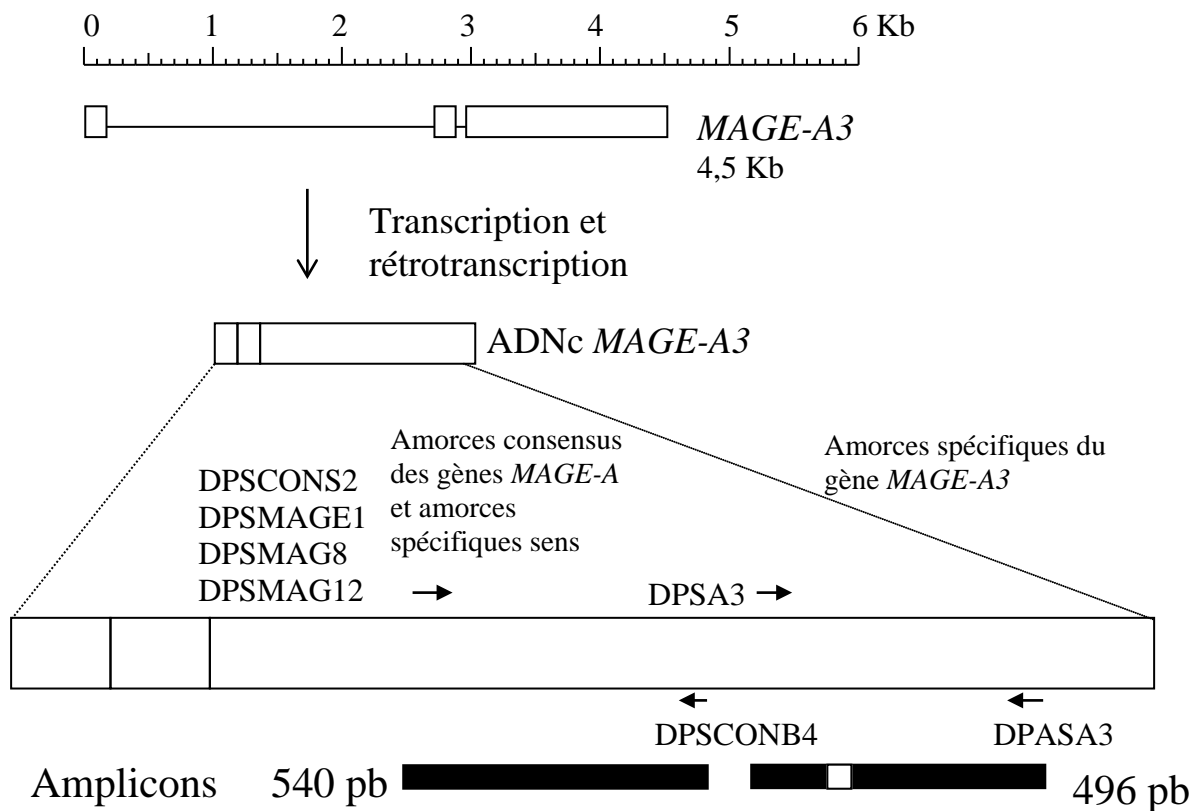 0 1 2 3 4 5 6 Kb
MAGE-A3
4,5 Kb
Transcription et
rétrotranscription
ADNc MAGE-A3
Amorces consensus
des gènes MAGE-A
et amorces
spécifiques sens
Amorces spécifiques du
gène MAGE-A3
DPSCONS2
DPSMAGE1
DPSMAG8
DPSMAG12
DPSA3
DPSCONB4
DPASA3
Amplicons 540 pb 496 pb